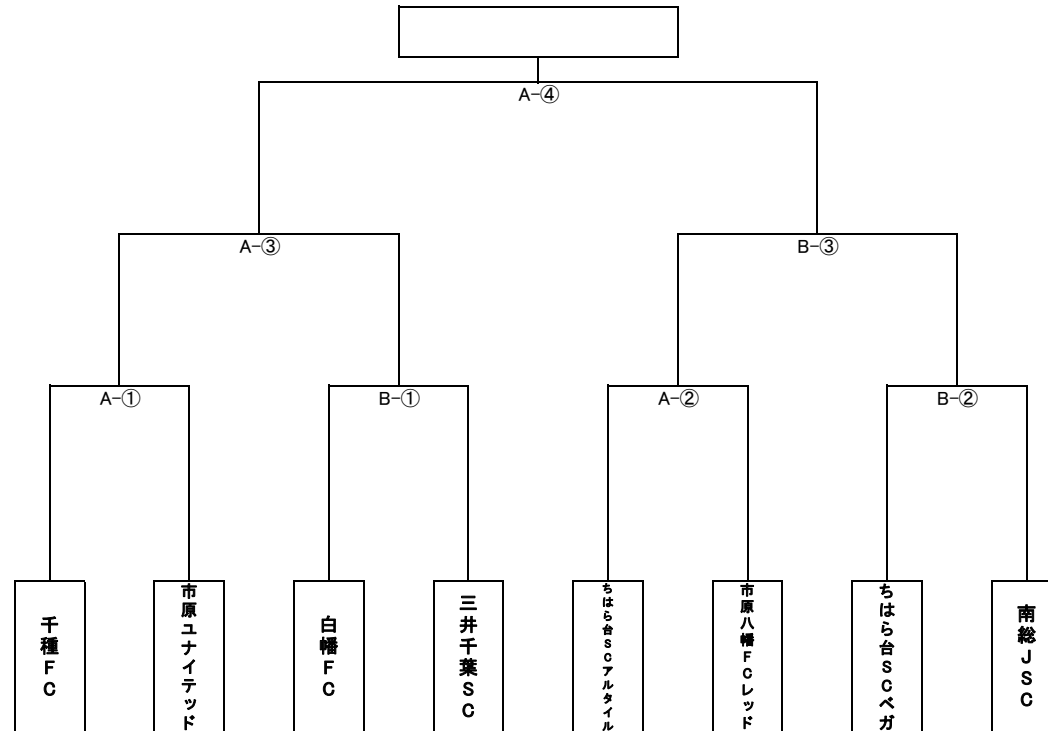 A-④
A-③
B-③
A-①
B-①
A-②
B-②
千種FC
市原ユナイテッド
白幡FC
三井千葉SC
ちはら台SCアルタイル
市原八幡FCレッド
ちはら台SCベガ
南総JSC